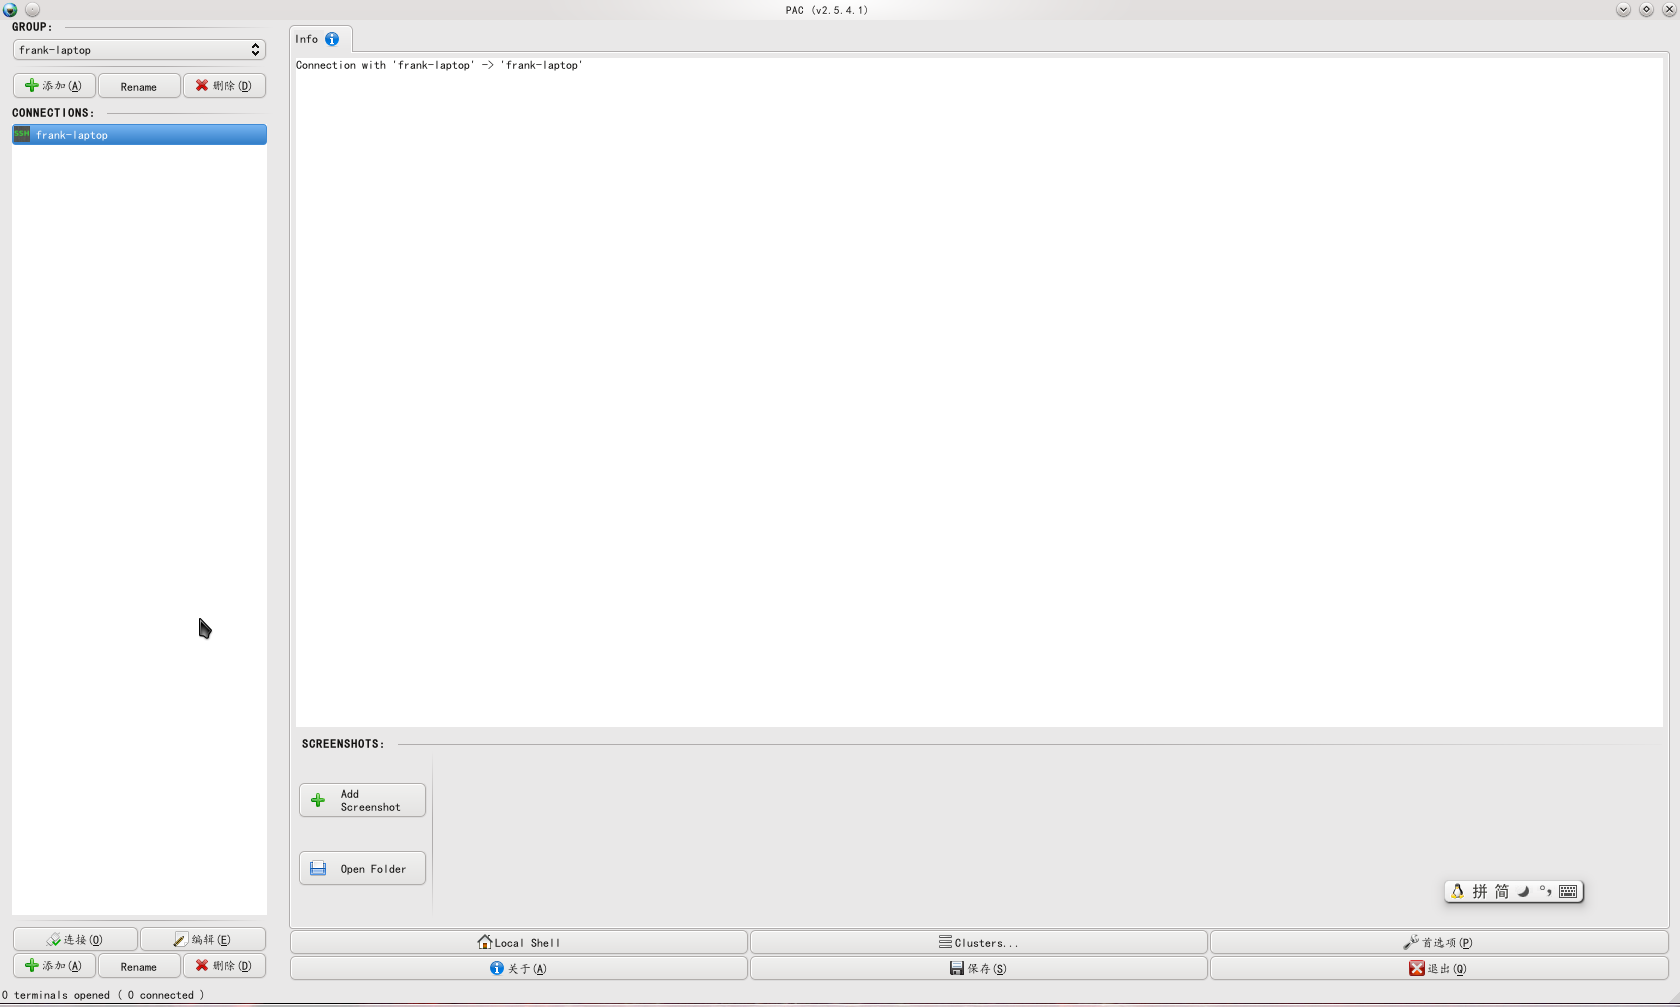 PAC (v2.5.4.1)
GROUP:
frank-laptop
添加(A)
Rename
删除(D)
CONNECTIONS:
SSH frank-laptop
Info
Connection with 'frank-laptop' -> 'frank-laptop'
SCREENSHOTS:
Add
Screenshot
Open Folder
拼 简
连接(O)
编辑(E)
添加(A)
Rename
删除(D)
Local Shell
Clusters...
首选项(P)
关于(A)
保存(S)
退出(Q)
0 terminals opened ( 0 connected )